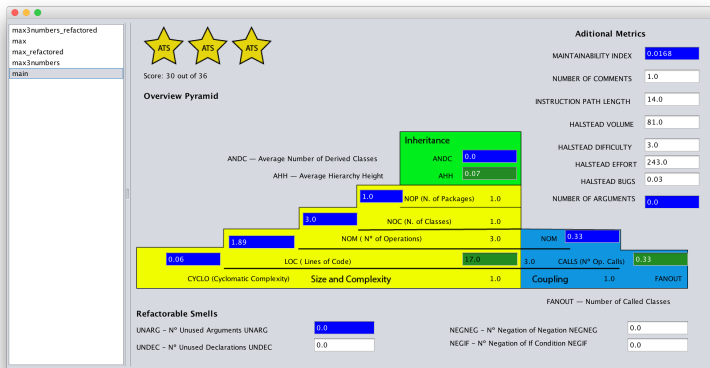 max3numbers_refactored
max
max_refactored
max3numbers
main
ATS ATS ATS
Score: 30 out of 36
Overview Pyramid
Aditional Metrics
MAINTAINABILITY INDEX 0.0168
NUMBER OF COMMENTS 1.0
INSTRUCTION PATH LENGTH 14.0
HALSTEAD VOLUME 81.0
HALSTEAD DIFFICULTY 3.0
HALSTEAD EFFORT 243.0
HALSTEAD BUGS 0.03
NUMBER OF ARGUMENTS 0.0
Inheritance
ANDC — Average Number of Derived Classes ANDC 0.0
AHH — Average Hierarchy Height AHH 0.07
1.0 NOP (N. of Packages) 1.0
3.0 NOC (N. of Classes) 1.0
1.89 NOM ( Nº of Operations) 3.0 NOM 0.33
0.06 LOC ( Lines of Code) 17.0 3.0 CALLS (Nº Op. Calls) 0.33
CYCLO (Cyclomatic Complexity) Size and Complexity 1.0 Coupling 1.0 FANOUT
FANOUT — Number of Called Classes
Refactorable Smells
UNARG - Nº Unused Arguments UNARG 0.0
UNDEC - Nº Unused Declarations UNDEC 0.0
NEGNEG - Nº Negation of Negation NEGNEG 0.0
NEGIF - Nº Negation of If Condition NEGIF 0.0